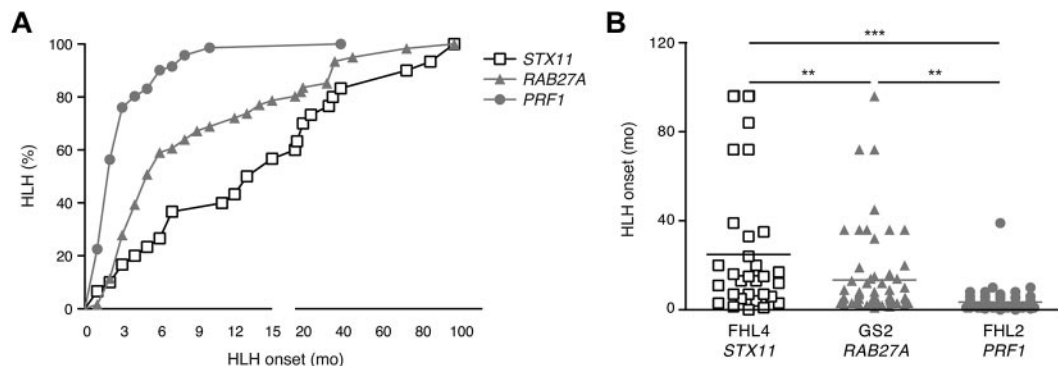 A
100
80
60
40
20
0
HLH (%)
0 3 6 9 12 15 20 40 60 80 100
HLH onset (mo)
STX11
RAB27A
PRF1
B
120
80
40
0
HLH onset (mo)
***
** **
FHL4 GS2 FHL2
STX11 RAB27A PRF1